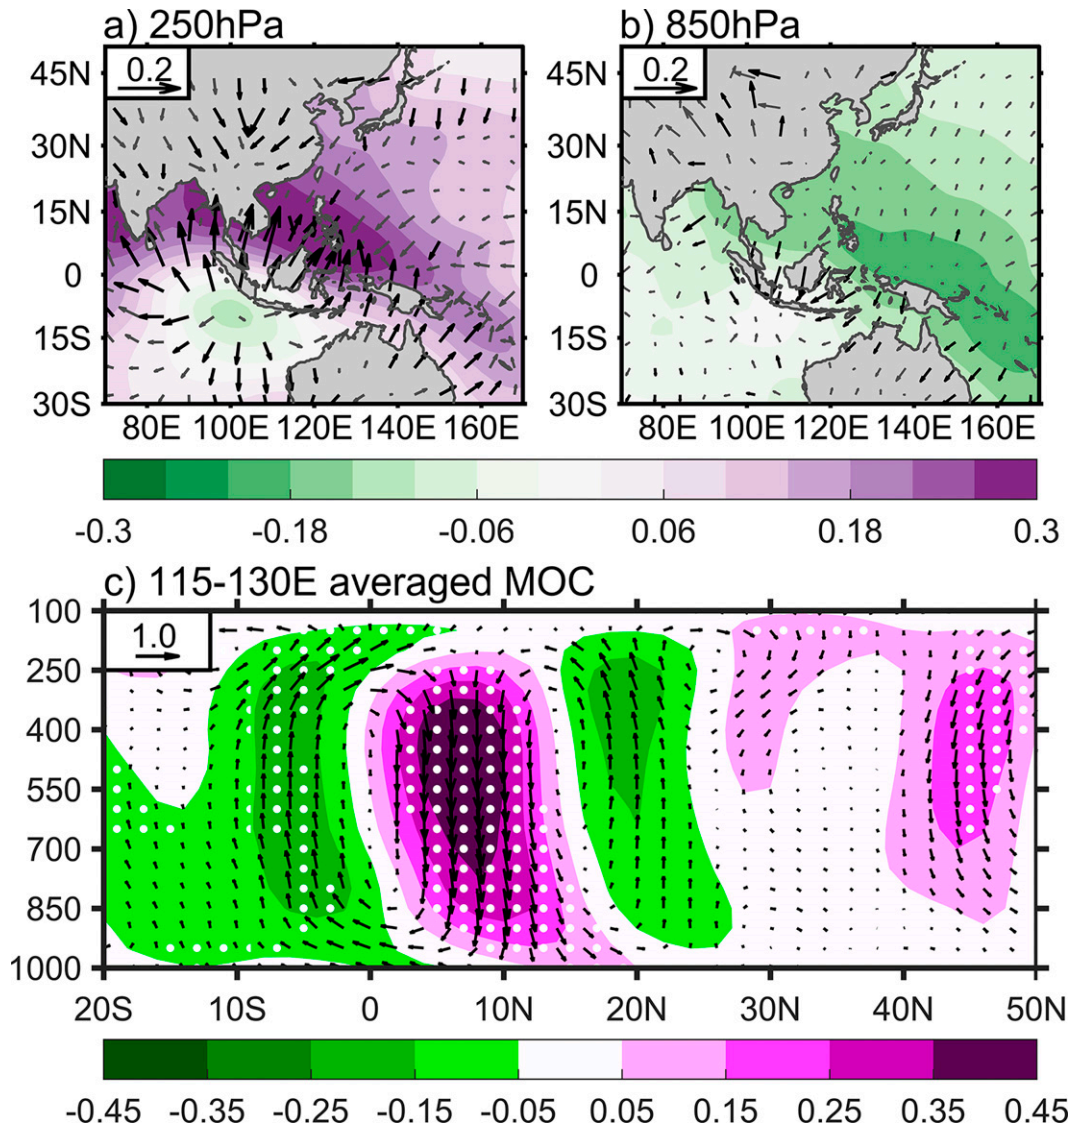 a) 250hPa b) 850hPa
0.2 0.2
45N 45N
30N 30N
15N 15N
0 0
15S 15S
30S 30S
80E 100E 120E 140E 160E 80E 100E 120E 140E 160E
-0.3 -0.18 -0.06 0.06 0.18 0.3
c) 115-130E averaged MOC
100
1.0
250
400
550
700
850
1000
20S 10S 0 10N 20N 30N 40N 50N
-0.45 -0.35 -0.25 -0.15 -0.05 0.05 0.15 0.25 0.35 0.45